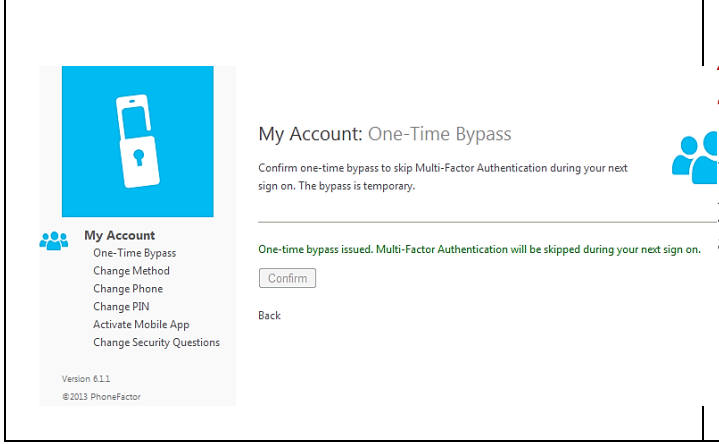 My Account: One-Time Bypass
Confirm one-time bypass to skip Multi-Factor Authentication during your next
sign on. The bypass is temporary.
My Account
One-Time Bypass
Change Method
Change Phone
Change PIN
Activate Mobile App
Change Security Questions
Version 6.1.1
©2013 PhoneFactor
One-time bypass issued. Multi-Factor Authentication will be skipped during your next sign on.
Confirm
Back